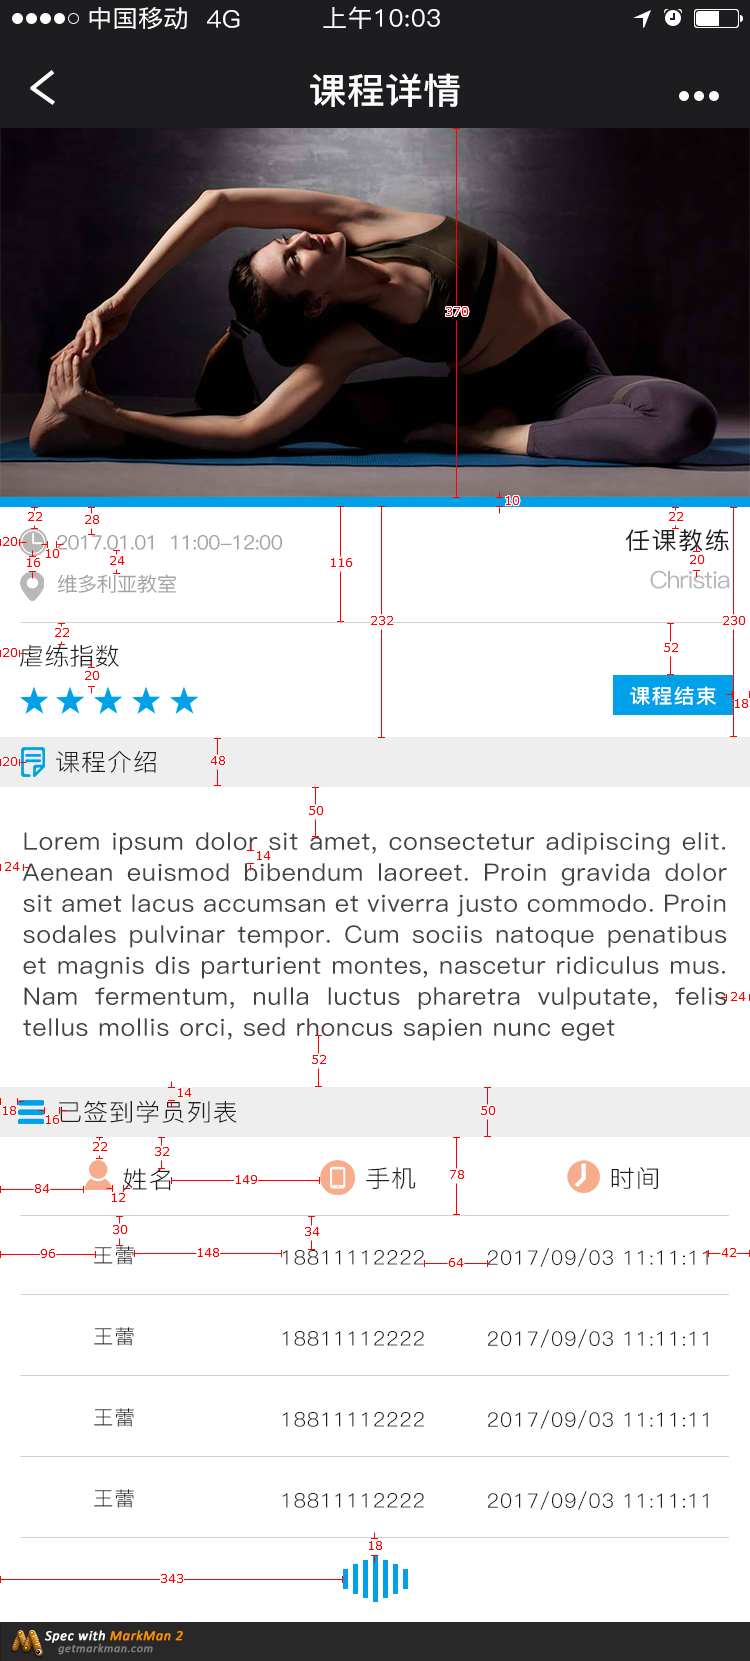 中国移动 4G 上午10:03
课程详情
370
10
22 28 22
20 2017.01.01 11:00-12:00 任课教练
10
16 24 116 20
维多利亚教室 Christia
232 230
22
20 虐练指数 52
20
课程结束 18
20 课程介绍 48
50
Lorem ipsum dolor sit amet, consectetur adipiscing elit.
14
24 Aenean euismod bibendum laoreet. Proin gravida dolor
sit amet lacus accumsan et viverra justo commodo. Proin
sodales pulvinar tempor. Cum sociis natoque penatibus
et magnis dis parturient montes, nascetur ridiculus mus.
Nam fermentum, nulla luctus pharetra vulputate, felis 24
tellus mollis orci, sed rhoncus sapien nunc eget
52
14
18 16 已签到学员列表 50
22 32
84 12 姓名 149 手机 78 时间
30 34
96 王蕾 148 18811112222 64 2017/09/03 11:11:11 42
王蕾 18811112222 2017/09/03 11:11:11
王蕾 18811112222 2017/09/03 11:11:11
王蕾 18811112222 2017/09/03 11:11:11
18
343
Spec with MarkMan 2
getmarkman.com